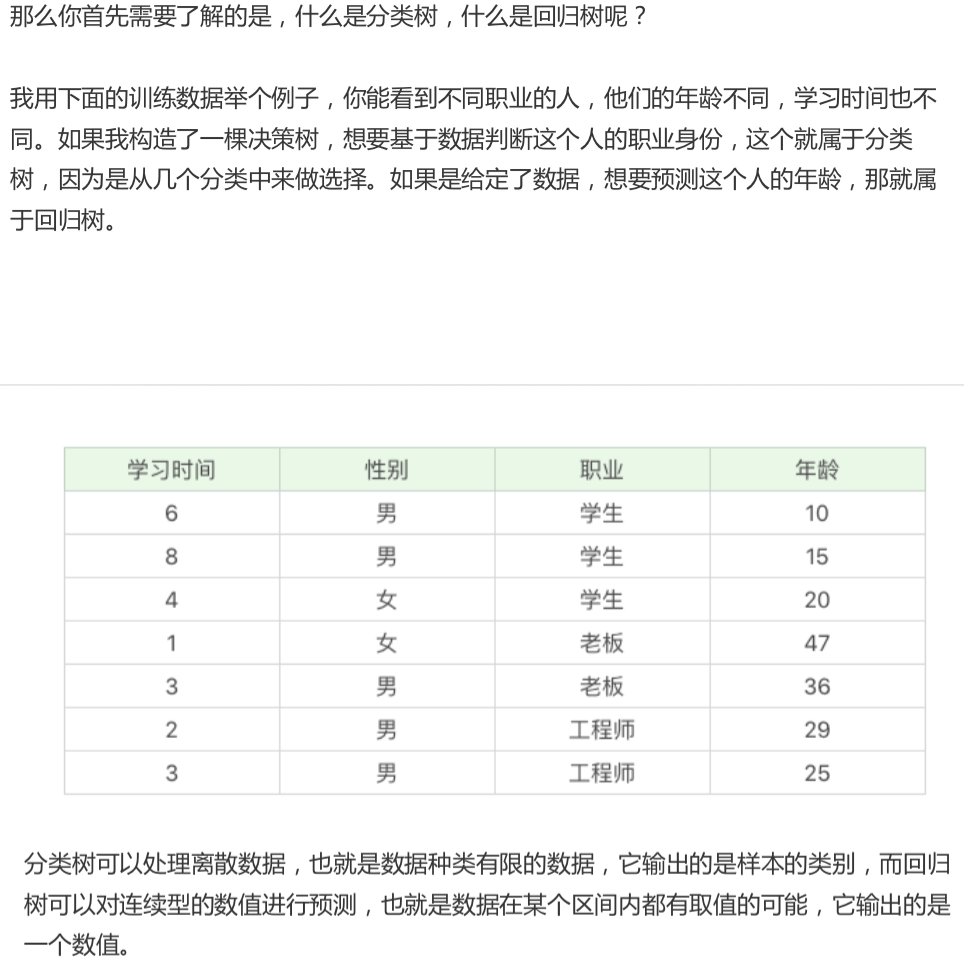 那么你首先需要了解的是，什么是分类树，什么是回归树呢？
我用下面的训练数据举个例子，你能看到不同职业的人，他们的年龄不同，学习时间也不
同。如果我构造了一棵决策树，想要基于数据判断这个人的职业身份，这个就属于分类
树，因为是从几个分类中来做选择。如果是给定了数据，想要预测这个人的年龄，那就属
于回归树。
学习时间 性别 职业 年龄
6 男 学生 10
8 男 学生 15
4 女 学生 20
1 女 老板 47
3 男 老板 36
2 男 工程师 29
3 男 工程师 25
分类树可以处理离散数据，也就是数据种类有限的数据，它输出的是样本的类别，而回归
树可以对连续型的数值进行预测，也就是数据在某个区间内都有取值的可能，它输出的是
一个数值。